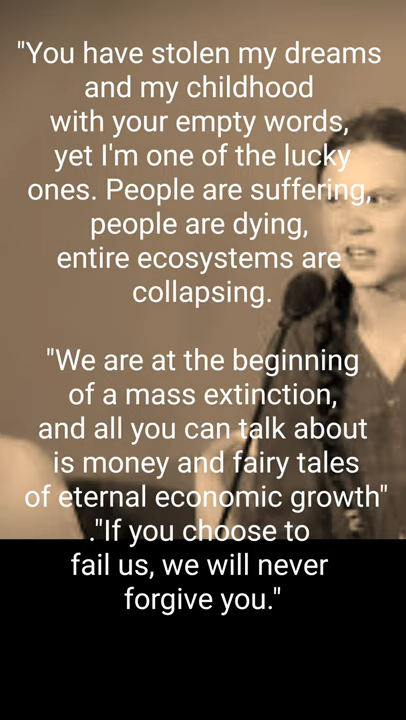 "You have stolen my dreams
and my childhood
with your empty words,
yet I'm one of the lucky
ones. People are suffering,
people are dying,
entire ecosystems are
collapsing.
"We are at the beginning
of a mass extinction,
and all you can talk about
is money and fairy tales
of eternal economic growth"
."If you choose to
fail us, we will never
forgive you."